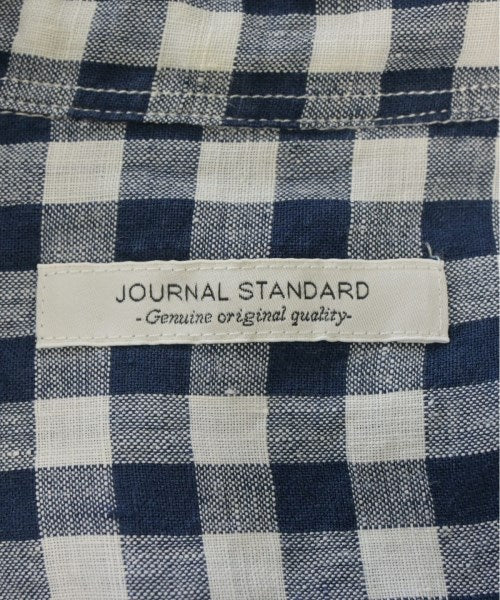 JOURNAL STANDARD
-Genuine original quality-